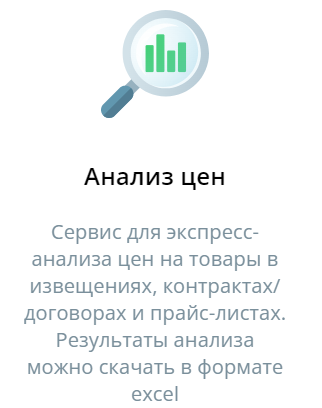 Анализ цен
Сервис для экспресс-
анализа цен на товары в
извещениях, контрактах/
договорах и прайс-листах.
Результаты анализа
можно скачать в формате
excel